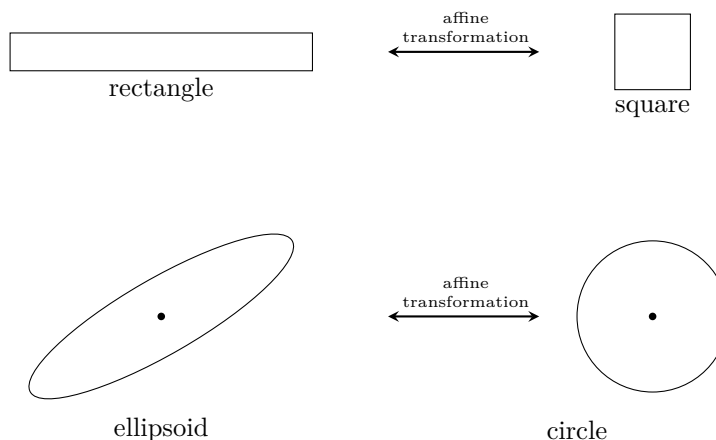 affine
transformation
rectangle
square
affine
transformation
ellipsoid
circle